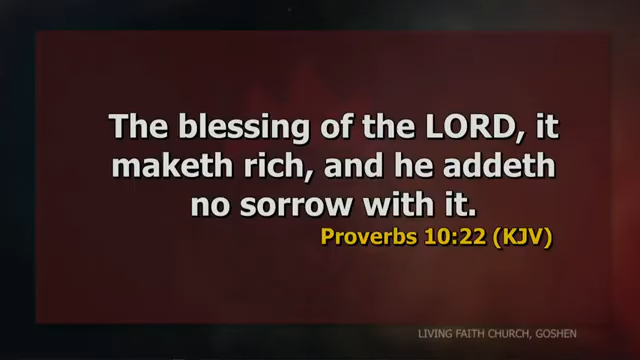 The blessing of the LORD, it
maketh rich, and he addeth
no sorrow with it.
Proverbs 10:22 (KJV)
LIVING FAITH CHURCH, GOSHEN